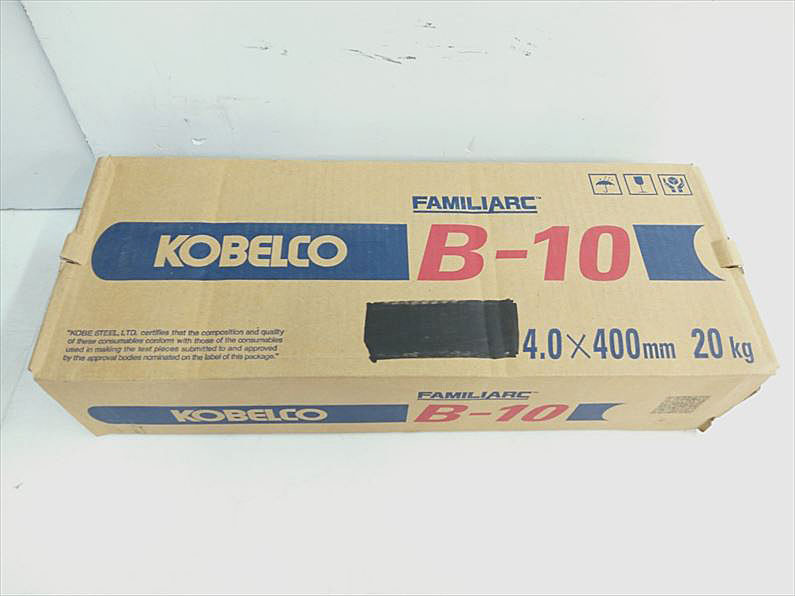 FAMILIARC™
KOBELCO B-10
"KOBE STEEL, LTD. certifies that the composition and quality
of these consumables conform with those of the consumables
used in making the test pieces submitted to and approved
by the approval bodies nominated on the label of this package."
4.0×400mm 20kg
FAMILIARC™
KOBELCO B-10